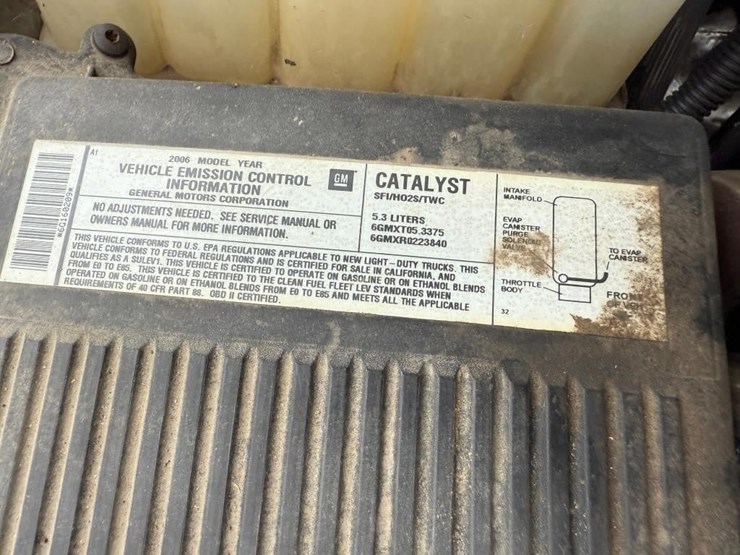 *6G160209*
A1
2006 MODEL YEAR
VEHICLE EMISSION CONTROL
INFORMATION
GENERAL MOTORS CORPORATION
GM
NO ADJUSTMENTS NEEDED. SEE SERVICE MANUAL OR
OWNERS MANUAL FOR MORE INFORMATION.
CATALYST
SFI/HO2S/TWC
5.3 LITERS
6GMXT05.3375
6GMXR0223840
THIS VEHICLE CONFORMS TO U.S. EPA REGULATIONS APPLICABLE TO NEW LIGHT-DUTY TRUCKS. THIS
VEHICLE CONFORMS TO FEDERAL REGULATIONS AND IS CERTIFIED FOR SALE IN CALIFORNIA, AND
QUALIFIES AS A SULEV1. THIS VEHICLE IS CERTIFIED TO OPERATE ON GASOLINE OR ON ETHANOL BLENDS
FROM E0 TO E85. THIS VEHICLE IS CERTIFIED TO THE CLEAN FUEL FLEET LEV STANDARDS WHEN
OPERATED ON GASOLINE OR ON ETHANOL BLENDS FROM E0 TO E85 AND MEETS ALL THE APPLICABLE
REQUIREMENTS OF 40 CFR PART 88. OBD II CERTIFIED.
INTAKE
MANIFOLD
EVAP
CANISTER
PURGE
SOLENOID
VALVE
TO EVAP
CANISTER
THROTTLE
BODY
FRONT
32